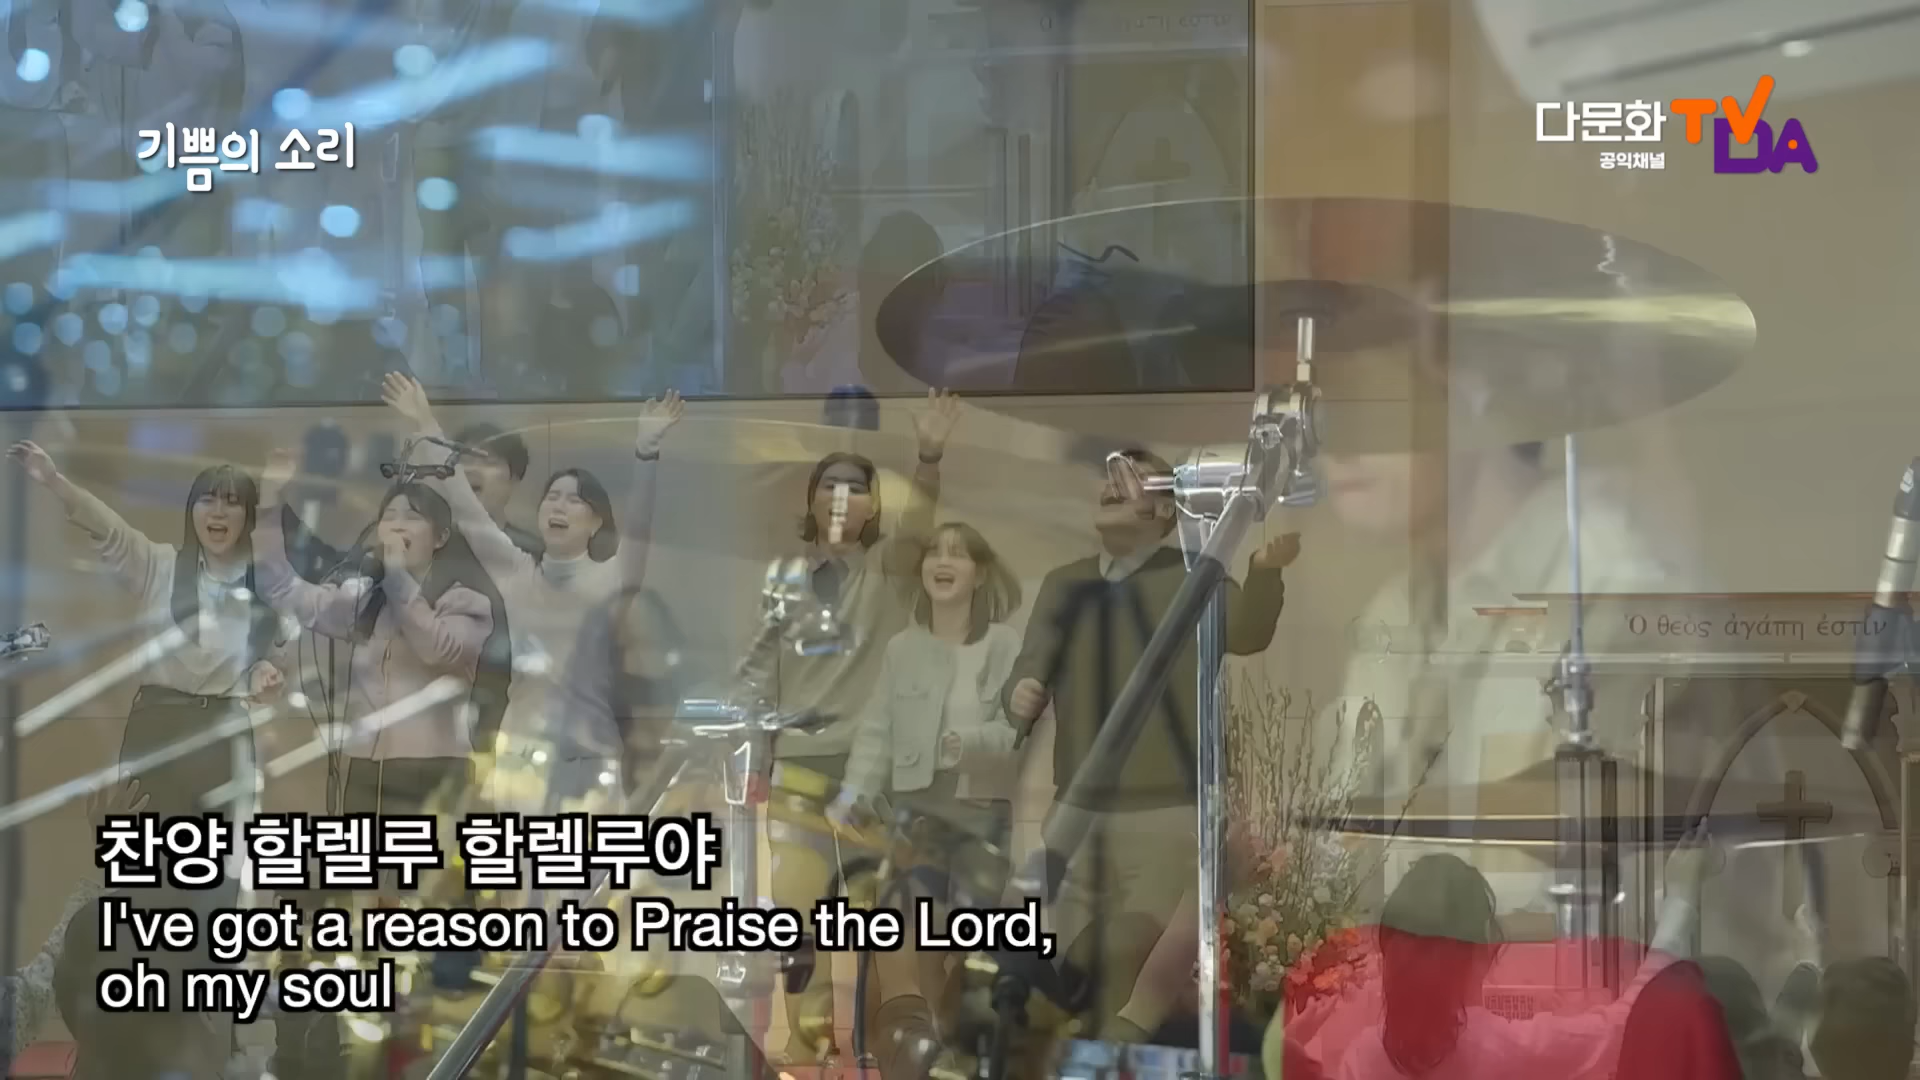 기쁨의 소리
다문화 TV
공익채널 DA
Ὁ θεὸς ἀγάπη ἐστίν
찬양 할렐루 할렐루야
I've got a reason to Praise the Lord,
oh my soul